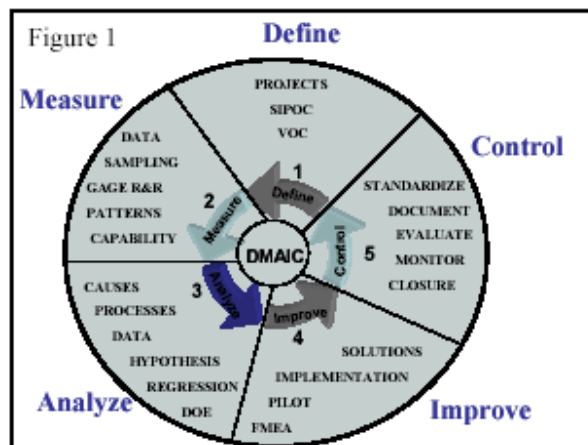 Figure 1
Define
PROJECTS
SIPOC
VOC
1
Define
Measure
DATA
SAMPLING
GAGE R&R
PATTERNS
CAPABILITY
2
Measure
Analyze
CAUSES
PROCESSES
DATA
HYPOTHESIS
REGRESSION
DOE
3
Analyze
Improve
SOLUTIONS
IMPLEMENTATION
PILOT
FMEA
4
Improve
Control
STANDARDIZE
DOCUMENT
EVALUATE
MONITOR
CLOSURE
5
Control
DMAIC